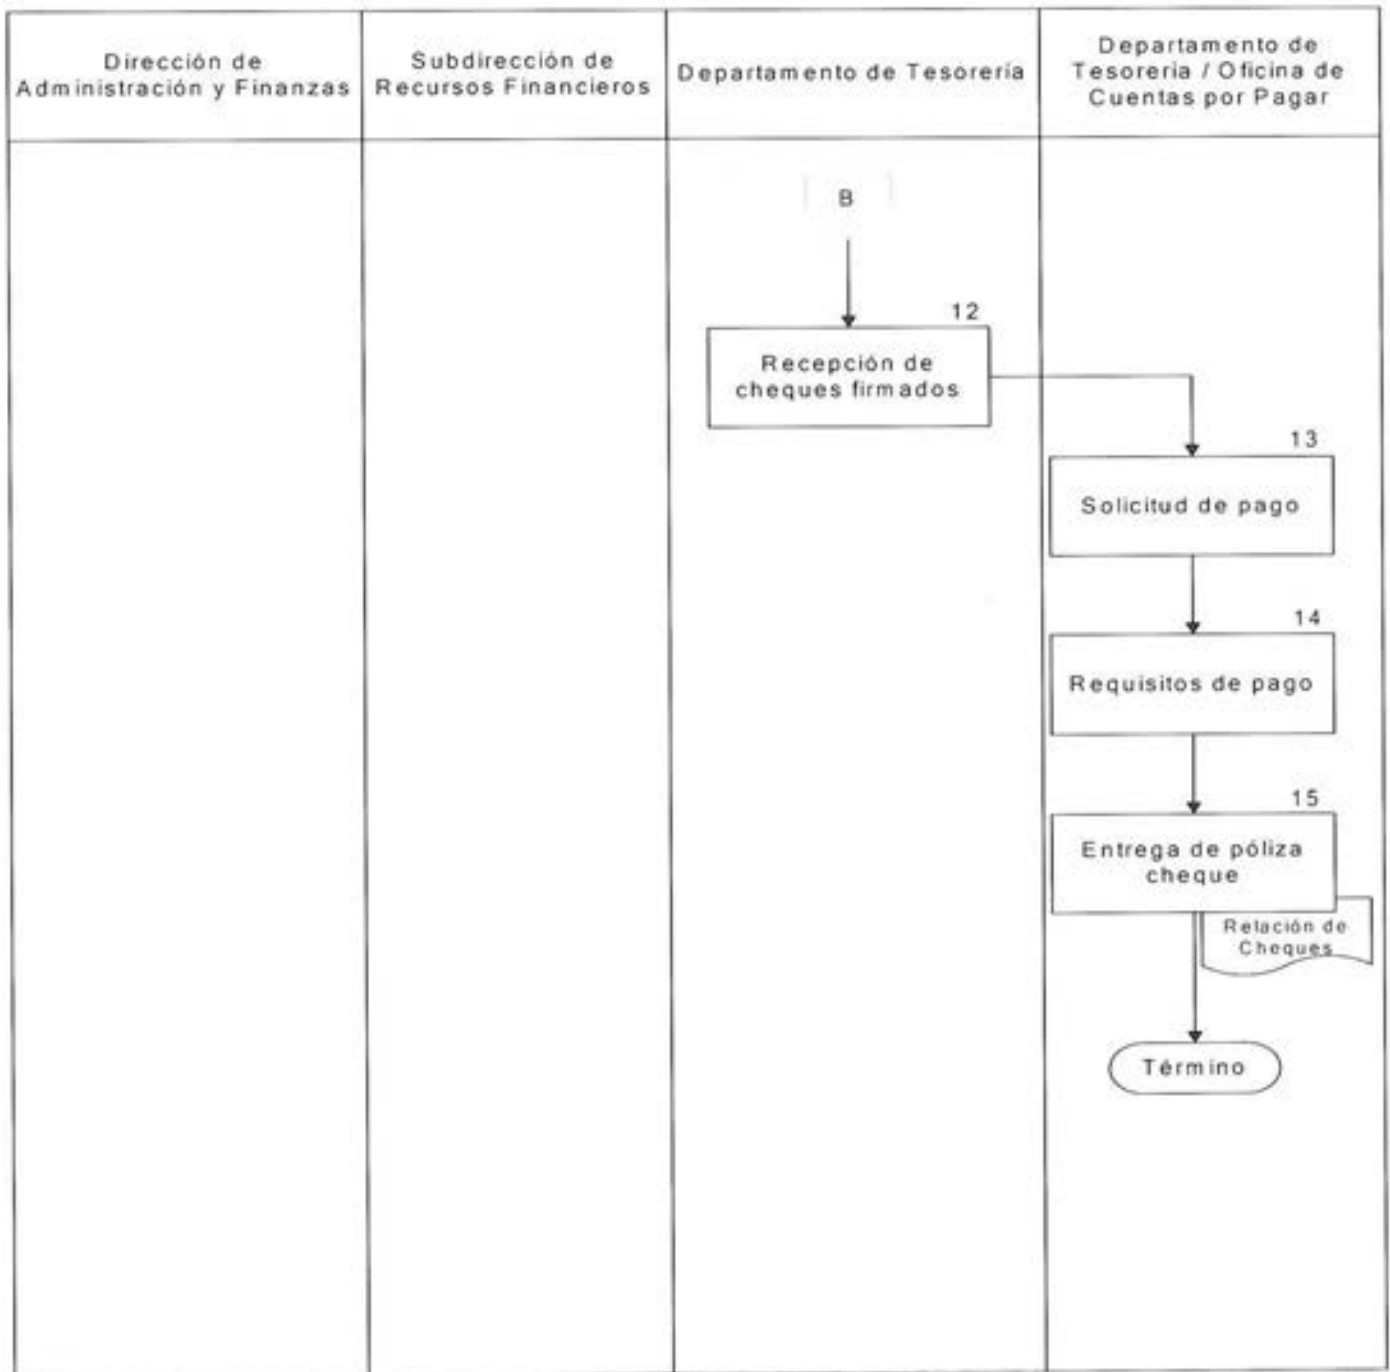 Dirección de
Administración y Finanzas
Subdirección de
Recursos Financieros
Departamento de Tesorería
Departamento de
Tesoreria / Oficina de
Cuentas por Pagar
B
12
Recepción de
cheques firmados
13
Solicitud de pago
14
Requisitos de pago
15
Entrega de póliza
cheque
Relación de
Cheques
Término